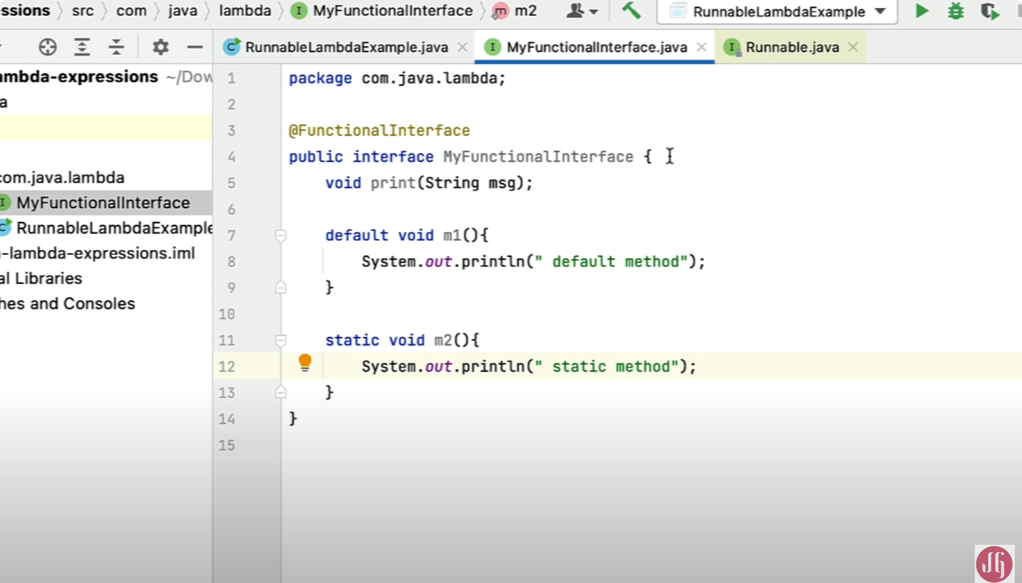 ssions src com java lambda MyFunctionalInterface m2 RunnableLambdaExample
RunnableLambdaExample.java MyFunctionalInterface.java Runnable.java
ambda-expressions ~/Dow
a
com.java.lambda
MyFunctionalInterface
RunnableLambdaExample
-lambda-expressions.iml
al Libraries
hes and Consoles
1 package com.java.lambda;
2
3 @FunctionalInterface
4 public interface MyFunctionalInterface {
5 void print(String msg);
6
7 default void m1(){
8 System.out.println(" default method");
9 }
10
11 static void m2(){
12 System.out.println(" static method");
13 }
14 }
15